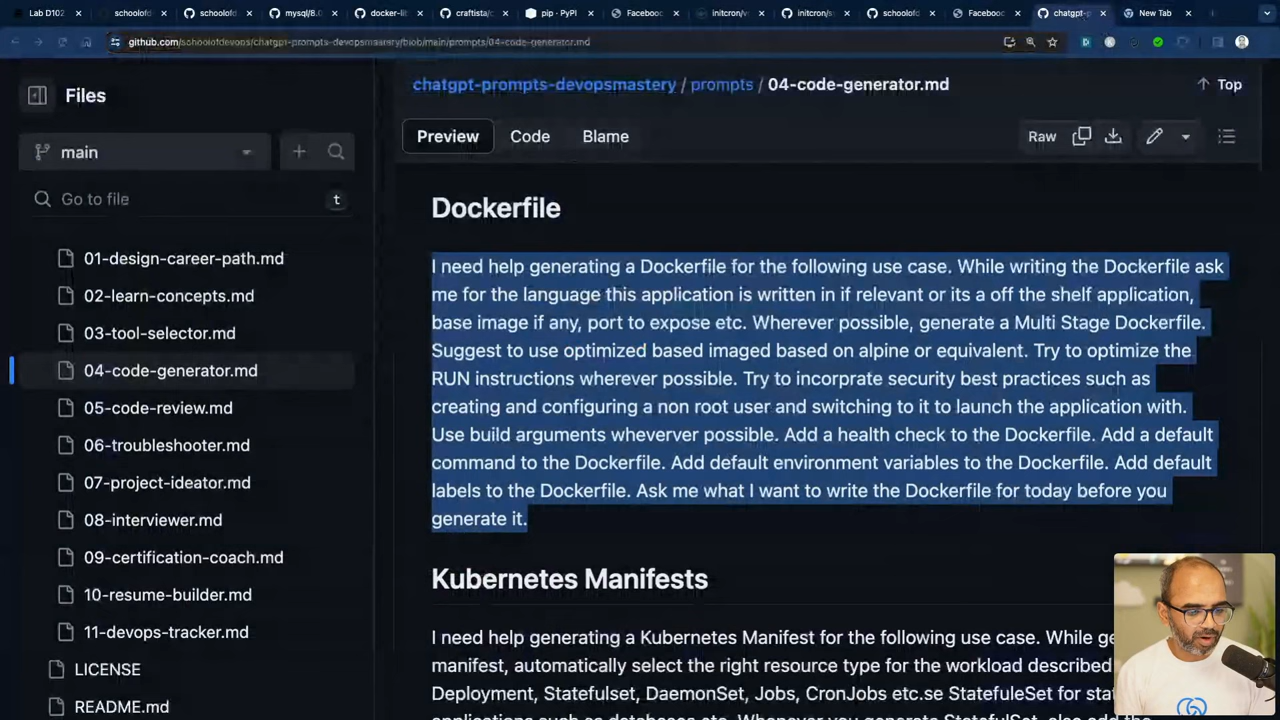 Lab D102
schoolofd
schoolofd
mysql/8.0
docker-lib
craftista/c
pip · PyPI
Faceboo
initcron/vo
initcron/s
schoolofd
Faceboo
chatgpt-p
New Tab
github.com/schoolofdevops/chatgpt-prompts-devopsmastery/blob/main/prompts/04-code-generator.md
Files
main
Go to file
t
01-design-career-path.md
02-learn-concepts.md
03-tool-selector.md
04-code-generator.md
05-code-review.md
06-troubleshooter.md
07-project-ideator.md
08-interviewer.md
09-certification-coach.md
10-resume-builder.md
11-devops-tracker.md
LICENSE
README.md
chatgpt-prompts-devopsmastery / prompts / 04-code-generator.md
Top
Preview
Code
Blame
Raw
Dockerfile
I need help generating a Dockerfile for the following use case. While writing the Dockerfile ask
me for the language this application is written in if relevant or its a off the shelf application,
base image if any, port to expose etc. Wherever possible, generate a Multi Stage Dockerfile.
Suggest to use optimized based imaged based on alpine or equivalent. Try to optimize the
RUN instructions wherever possible. Try to incorprate security best practices such as
creating and configuring a non root user and switching to it to launch the application with.
Use build arguments wheverver possible. Add a health check to the Dockerfile. Add a default
command to the Dockerfile. Add default environment variables to the Dockerfile. Add default
labels to the Dockerfile. Ask me what I want to write the Dockerfile for today before you
generate it.
Kubernetes Manifests
I need help generating a Kubernetes Manifest for the following use case. While ge
manifest, automatically select the right resource type for the workload described
Deployment, Statefulset, DaemonSet, Jobs, CronJobs etc.se StatefuleSet for stat